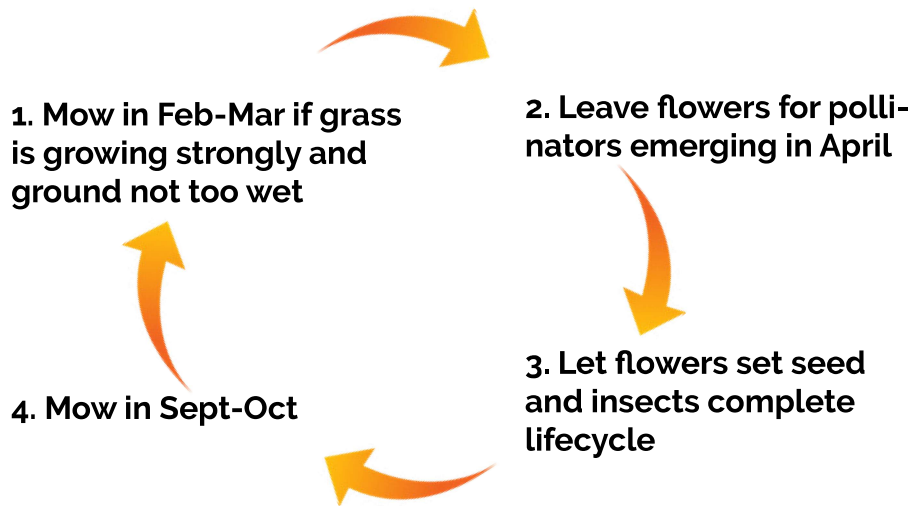 1. Mow in Feb-Mar if grass
is growing strongly and
ground not too wet
2. Leave flowers for polli-
nators emerging in April
3. Let flowers set seed
and insects complete
lifecycle
4. Mow in Sept-Oct